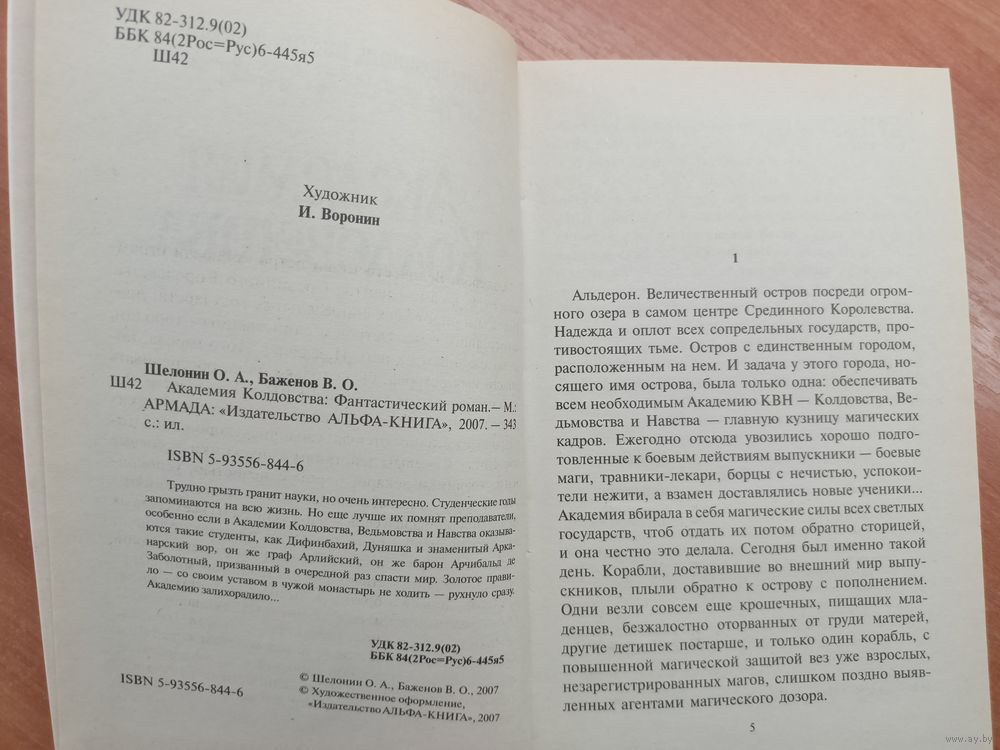 УДК 82-312.9(02)
ББК 84(2Рос=Рус)6-445я5
Ш42
Художник
И. Воронин
Шелонин О. А., Баженов В. О.
Ш42
Академия Колдовства: Фантастический роман.— М.:
АРМАДА: «Издательство АЛЬФА-КНИГА», 2007. — 343
с.: ил.
ISBN 5-93556-844-6
Трудно грызть гранит науки, но очень интересно. Студенческие годы
запоминаются на всю жизнь. Но еще лучше их помнят преподаватели,
особенно если в Академии Колдовства, Ведьмовства и Навства оказыва-
ются такие студенты, как Дифинбахий, Дуняшка и знаменитый Арка-
нарский вор, он же граф Арлийский, он же барон Арчибальд де
Заболотный, призванный в очередной раз спасти мир. Золотое прави-
ло — со своим уставом в чужой монастырь не ходить — рухнуло сразу.
Академию залихорадило...
УДК 82-312.9(02)
ББК 84(2Рос=Рус)6-445я5
© Шелонин О. А., Баженов В. О., 2007
© Художественное оформление,
«Издательство АЛЬФА-КНИГА», 2007
ISBN 5-93556-844-6
1
Альдерон. Величественный остров посреди огром-
ного озера в самом центре Срединного Королевства.
Надежда и оплот всех сопредельных государств, про-
тивостоящих тьме. Остров с единственным городом,
расположенным на нем. И задача у этого города, но-
сящего имя острова, была только одна: обеспечивать
всем необходимым Академию КВН — Колдовства, Ве-
дьмовства и Навства — главную кузницу магических
кадров. Ежегодно отсюда увозились хорошо подго-
товленные к боевым действиям выпускники — боевые
маги, травники-лекари, борцы с нечистью, успокои-
тели нежити, а взамен доставлялись новые ученики...
Академия вбирала в себя магические силы всех светлых
государств, чтоб отдать их потом обратно сторицей,
и она честно это делала. Сегодня был именно такой
день. Корабли, доставившие во внешний мир выпу-
скников, плыли обратно к острову с пополнением.
Одни везли совсем еще крошечных, пищащих мла-
денцев, безжалостно оторванных от груди матерей,
другие детишек постарше, и только один корабль, с
повышенной магической защитой вез уже взрослых,
незарегистрированных магов, слишком поздно выяв-
ленных агентами магического дозора.
5
www.ay.by